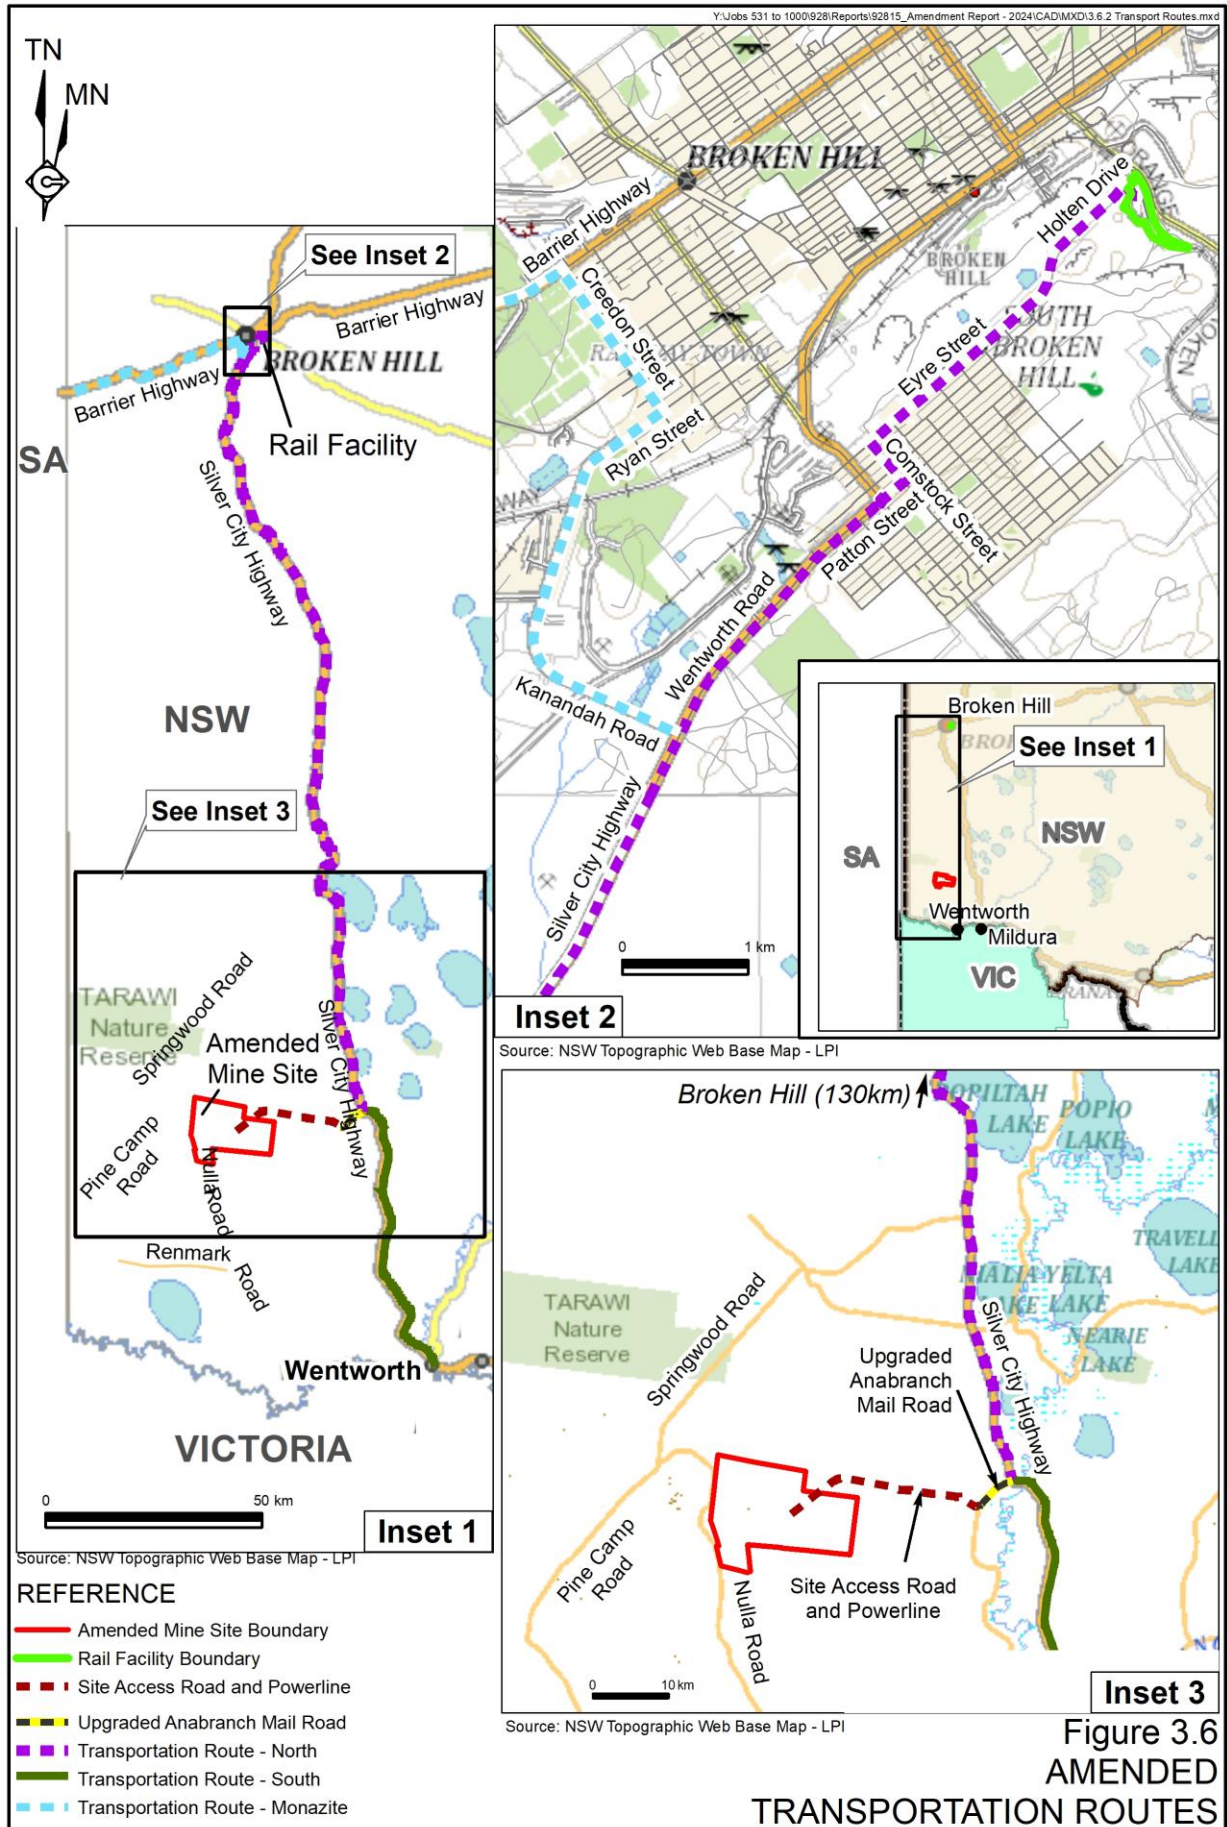 Y:\Jobs 531 to 1000\928\Reports\92815_Amendment Report - 2024\CAD\MXD\3.6.2 Transport Routes.mxd
TN
MN
See Inset 2
Barrier Highway
BROKEN HILL
Barrier Highway
Rail Facility
SA
Silver City Highway
NSW
See Inset 3
TARAWI
Nature
Reserve
Springwood Road
Amended
Mine Site
Silver City Highway
Pine Camp
Road
Nulla Road
Renmark
Road
Wentworth
VICTORIA
0
50 km
Inset 1
Source: NSW Topographic Web Base Map - LPI
BROKEN HILL
Barrier Highway
Holten Drive
ORANGE
BROKEN
HILL
Creedon Street
SOUTH
BROKEN
HILL
BROKEN
Eyre Street
Ryan Street
Comstock Street
Patton Street
WAY
Wentworth Road
Kanandah Road
Silver City Highway
0
1 km
Inset 2
Source: NSW Topographic Web Base Map - LPI
Broken Hill
See Inset 1
NSW
SA
Wentworth
Mildura
VIC
Broken Hill (130km)
POPILTAH
LAKE
POPIO
LAKE
TRAVELL
LAKE
YELTA
LAKE
NEARIE
LAKE
TARAWI
Nature
Reserve
Springwood Road
Silver City Highway
Upgraded
Anabranch
Mail Road
Pine Camp
Road
Site Access Road
and Powerline
Nulla Road
0
10 km
Inset 3
Source: NSW Topographic Web Base Map - LPI
REFERENCE
Amended Mine Site Boundary
Rail Facility Boundary
Site Access Road and Powerline
Upgraded Anabranch Mail Road
Transportation Route - North
Transportation Route - South
Transportation Route - Monazite
Figure 3.6
AMENDED
TRANSPORTATION ROUTES